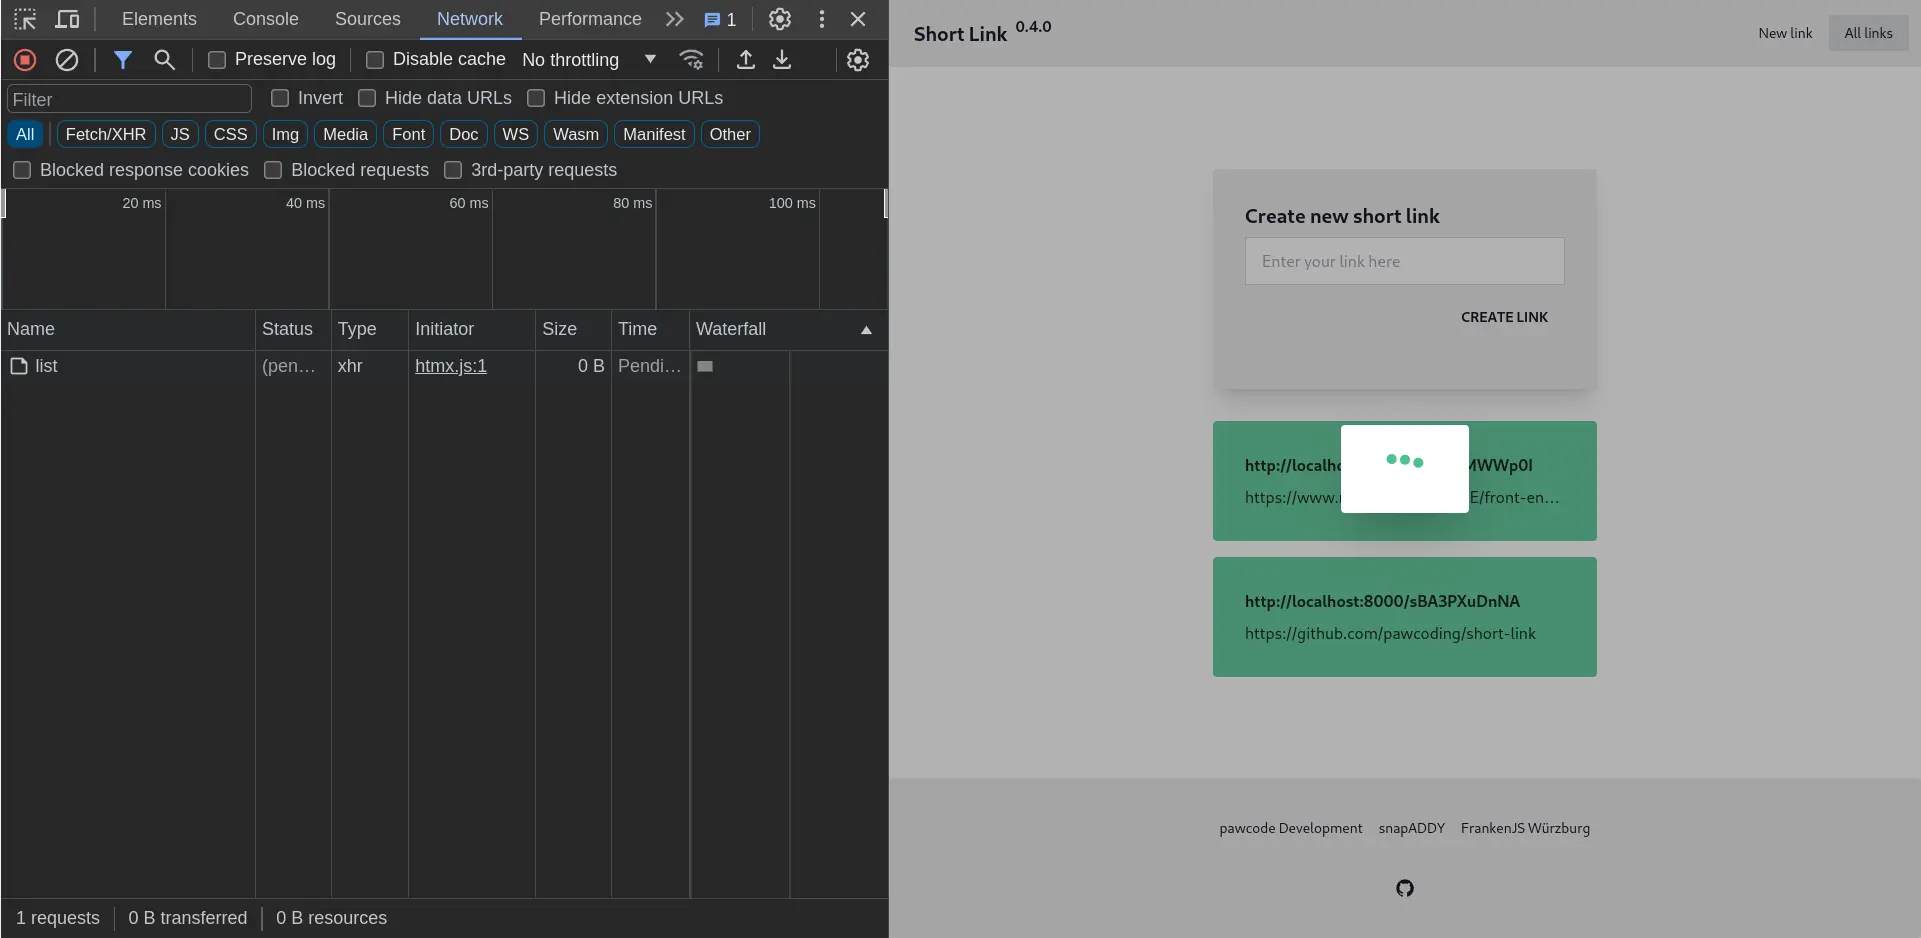 Elements Console Sources Network Performance 1
Preserve log Disable cache No throttling
Filter Invert Hide data URLs Hide extension URLs
All Fetch/XHR JS CSS Img Media Font Doc WS Wasm Manifest Other
Blocked response cookies Blocked requests 3rd-party requests
20 ms 40 ms 60 ms 80 ms 100 ms
Name Status Type Initiator Size Time Waterfall
list (pen… xhr htmx.js:1 0 B Pendi…
1 requests 0 B transferred 0 B resources
Short Link 0.4.0 New link All links
Create new short link
Enter your link here
CREATE LINK
http://localh
https://www. E/front-en…
http://localhost:8000/sBA3PXuDnNA
https://github.com/pawcoding/short-link
pawcode Development snapADDY FrankenJS Würzburg